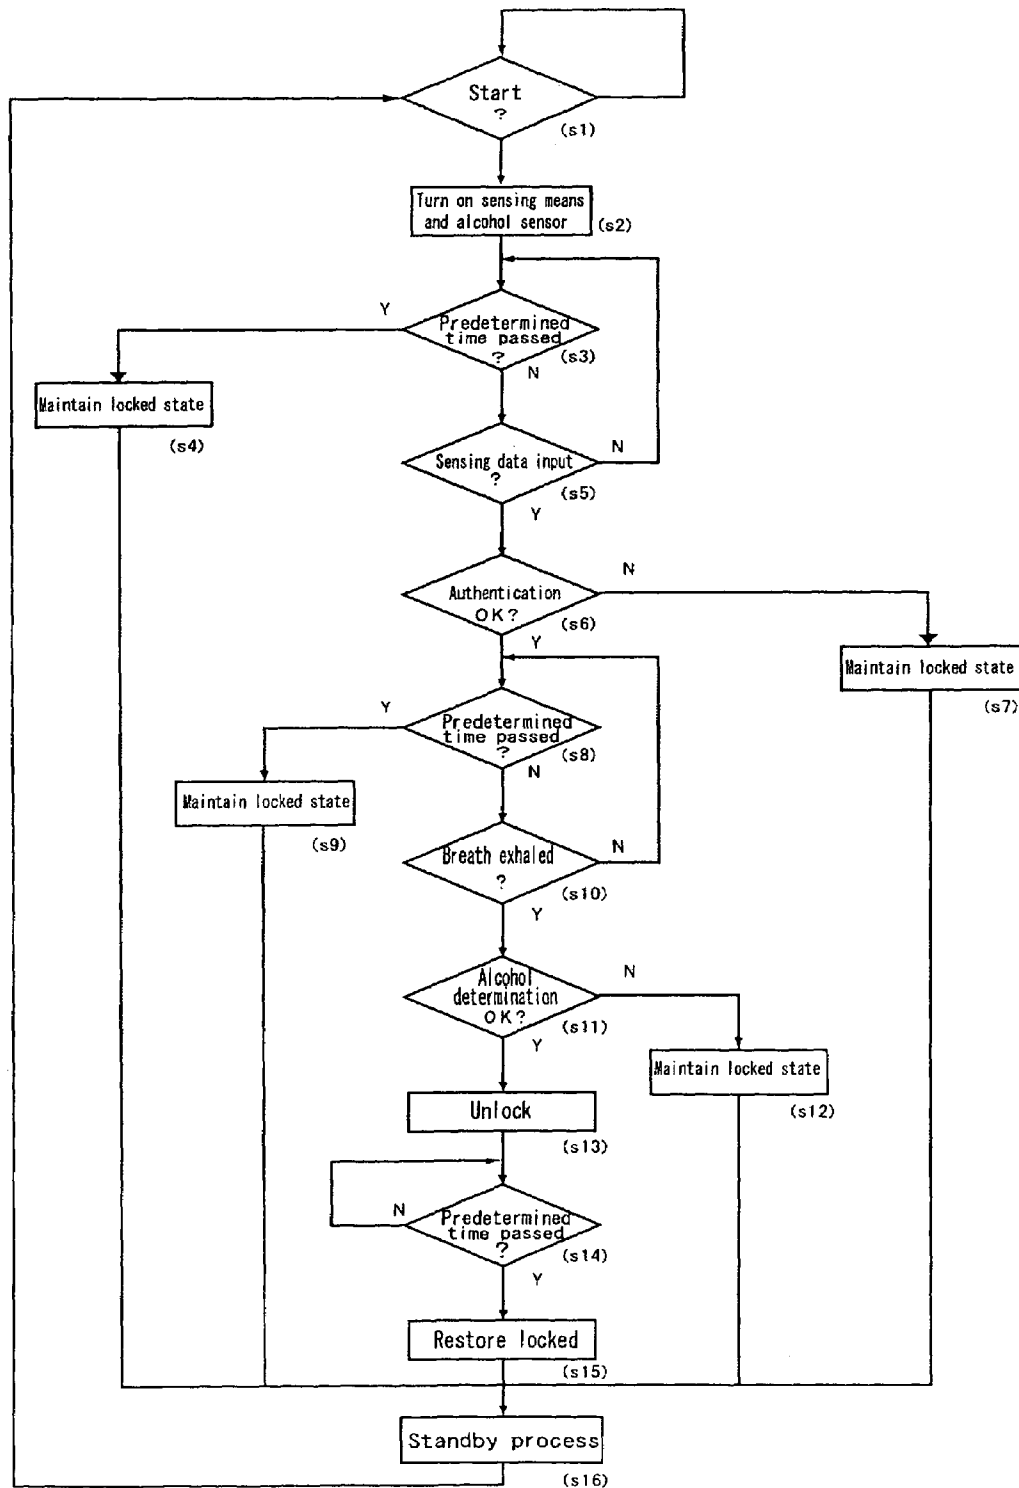 Start
?
(s1)
Turn on sensing means
and alcohol sensor
(s2)
Y
Predetermined
time passed
?
(s3)
N
Maintain locked state
(s4)
Sensing data input
?
N
(s5)
Y
Authentication
OK?
N
(s6)
Y
Maintain locked state
(s7)
Y
Predetermined
time passed
?
(s8)
N
Maintain locked state
(s9)
Breath exhaled
?
N
(s10)
Y
Alcohol
determination
OK?
N
(s11)
Y
Maintain locked state
(s12)
Unlock
(s13)
N
Predetermined
time passed
?
(s14)
Y
Restore locked
(s15)
Standby process
(s16)